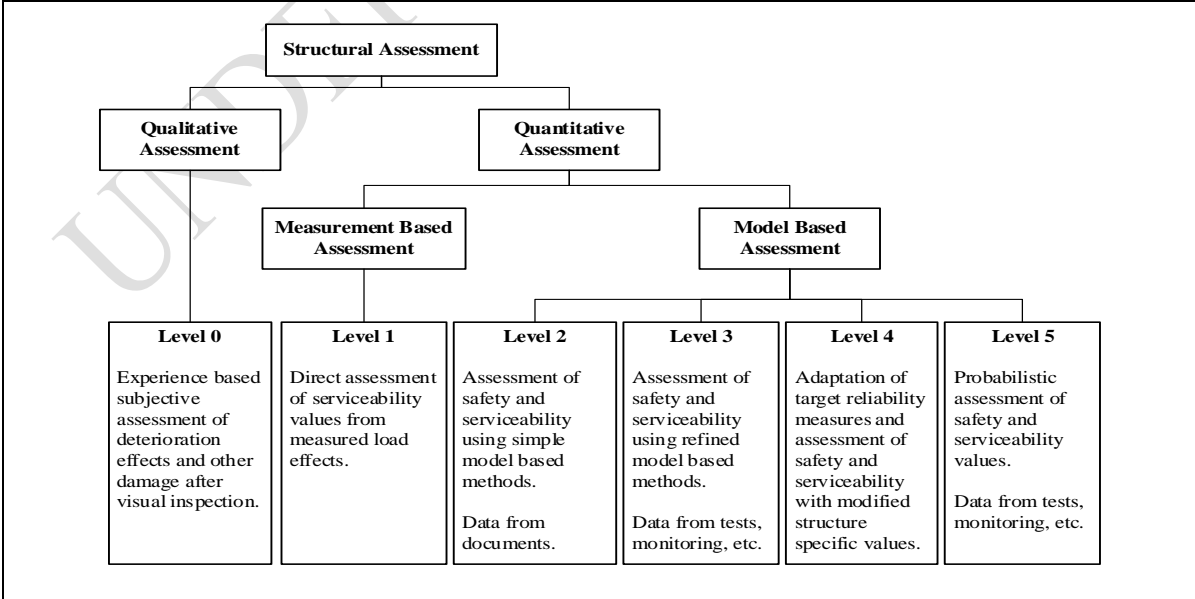 UNDE
Structural Assessment
Qualitative
Assessment
Quantitative
Assessment
Measurement Based
Assessment
Model Based
Assessment
Level 0
Experience based
subjective
assessment of
deterioration
effects and other
damage after
visual inspection.
Level 1
Direct assessment
of serviceability
values from
measured load
effects.
Level 2
Assessment of
safety and
serviceability
using simple
model based
methods.
Data from
documents.
Level 3
Assessment of
safety and
serviceability
using refined
model based
methods.
Data from tests,
monitoring, etc.
Level 4
Adaptation of
target reliability
measures and
assessment of
safety and
serviceability
with modified
structure
specific values.
Level 5
Probabilistic
assessment of
safety and
serviceability
values.
Data from tests,
monitoring, etc.